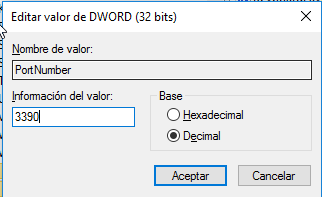 Editar valor de DWORD (32 bits)
Nombre de valor:
PortNumber
Información del valor:
3390
Base
Hexadecimal
Decimal
Aceptar
Cancelar